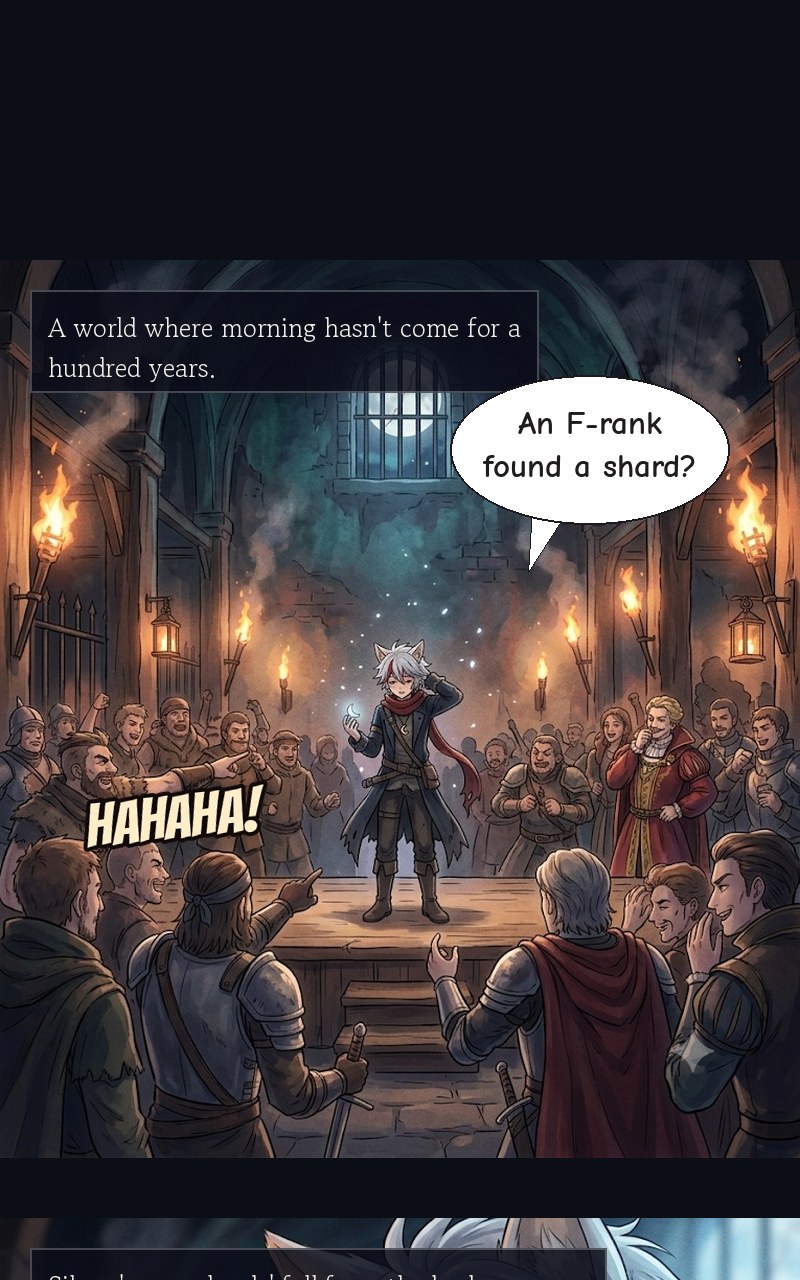 A world where morning hasn't come for a
hundred years.
An F-rank
found a shard?
HAHAHA!